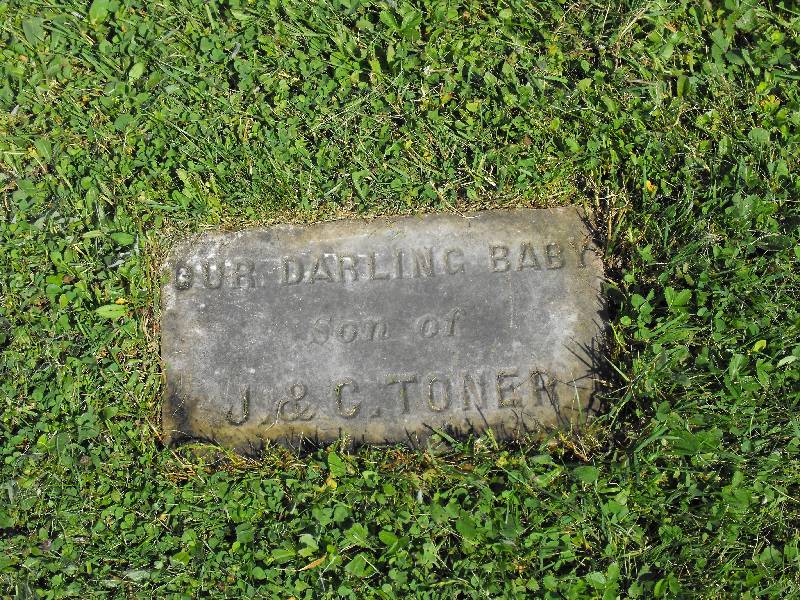 OUR DARLING BABY
Son of
J. & C. TONER